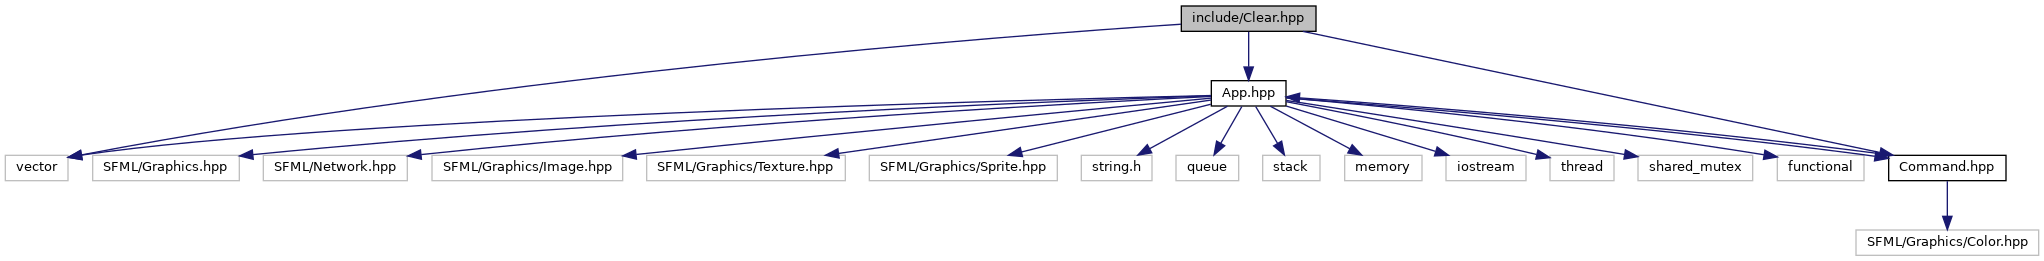 include/Clear.hpp
App.hpp
vector
SFML/Graphics.hpp
SFML/Network.hpp
SFML/Graphics/Image.hpp
SFML/Graphics/Texture.hpp
SFML/Graphics/Sprite.hpp
string.h
queue
stack
memory
iostream
thread
shared_mutex
functional
Command.hpp
SFML/Graphics/Color.hpp